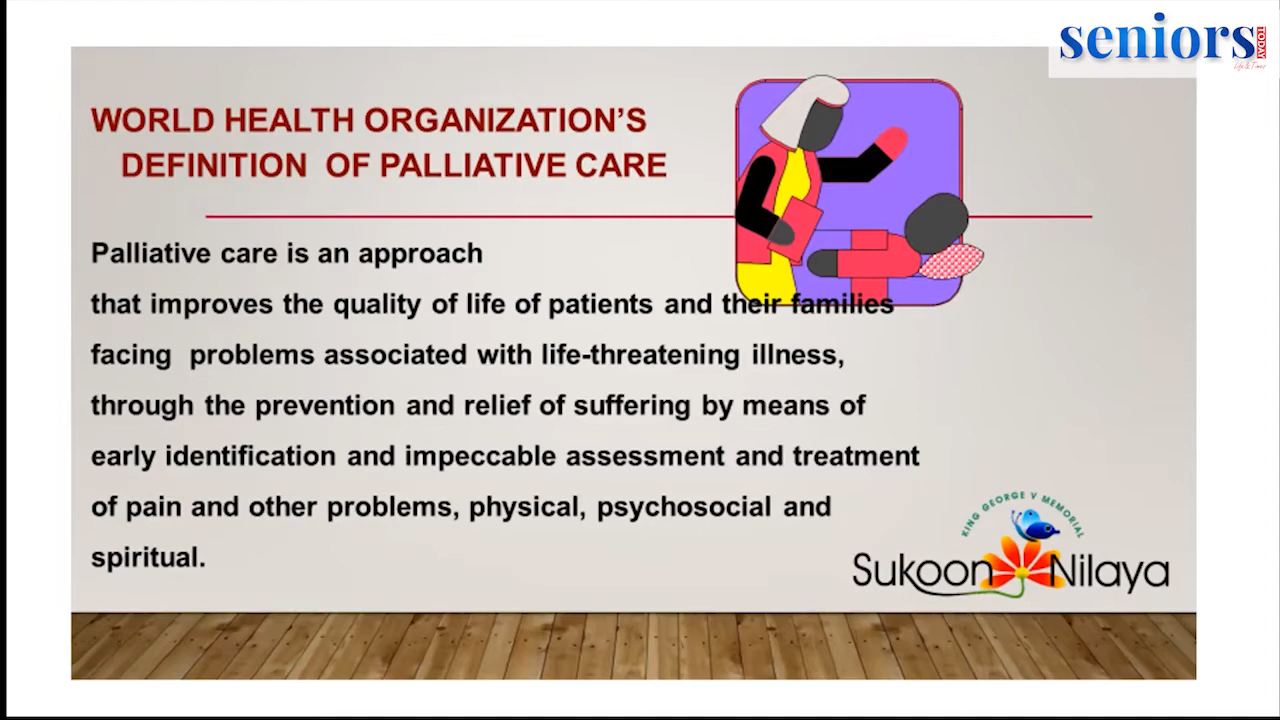 seniors
TODAY
Life & Times
WORLD HEALTH ORGANIZATION’S
DEFINITION OF PALLIATIVE CARE
Palliative care is an approach
that improves the quality of life of patients and their families
facing problems associated with life-threatening illness,
through the prevention and relief of suffering by means of
early identification and impeccable assessment and treatment
of pain and other problems, physical, psychosocial and
spiritual.
KING GEORGE V MEMORIAL
Sukoon Nilaya